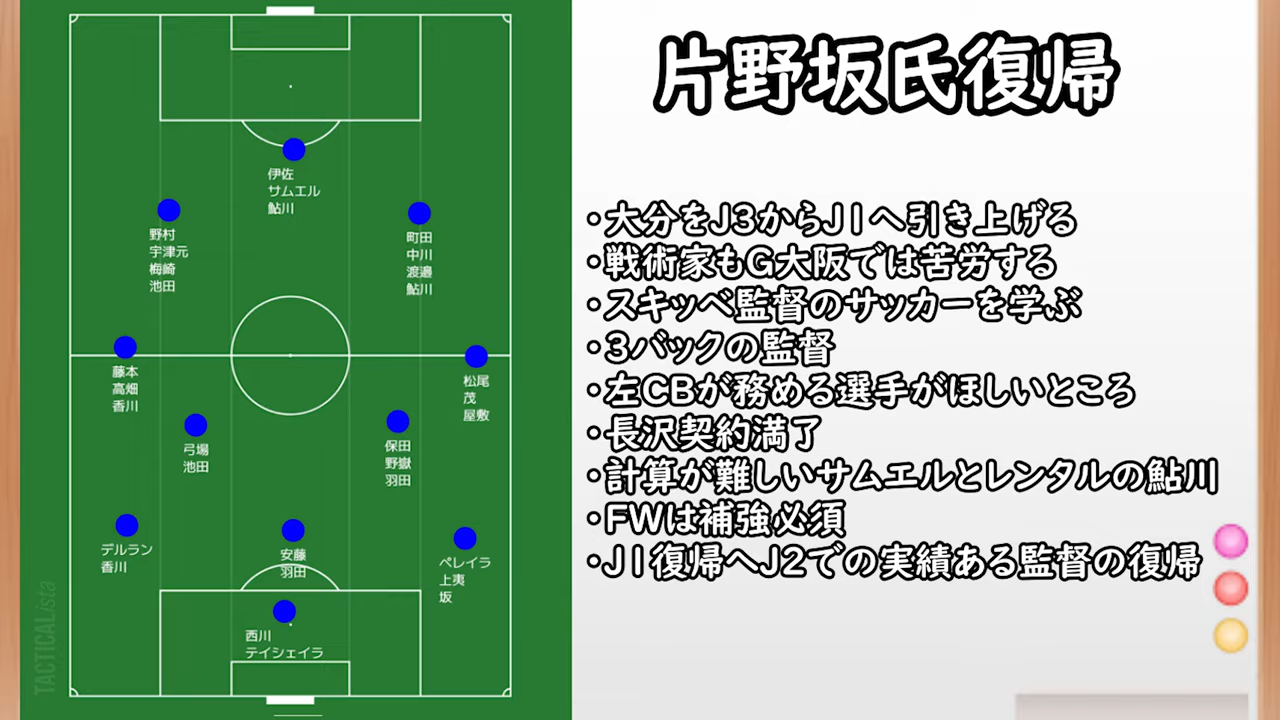 片野坂氏復帰
伊佐
サムエル
鮎川
野村
宇津元
梅崎
池田
町田
中川
渡邉
鮎川
藤本
高畑
香川
松尾
茂
屋敷
弓場
池田
保田
野嶽
羽田
デルラン
香川
安藤
羽田
ペレイラ
上夷
坂
西川
テイシェイラ
TACTICALista
・大分をJ3からJ1へ引き上げる
・戦術家もG大阪では苦労する
・スキッベ監督のサッカーを学ぶ
・3バックの監督
・左CBが務める選手がほしいところ
・長沢契約満了
・計算が難しいサムエルとレンタルの鮎川
・FWは補強必須
・J1復帰へJ2での実績ある監督の復帰